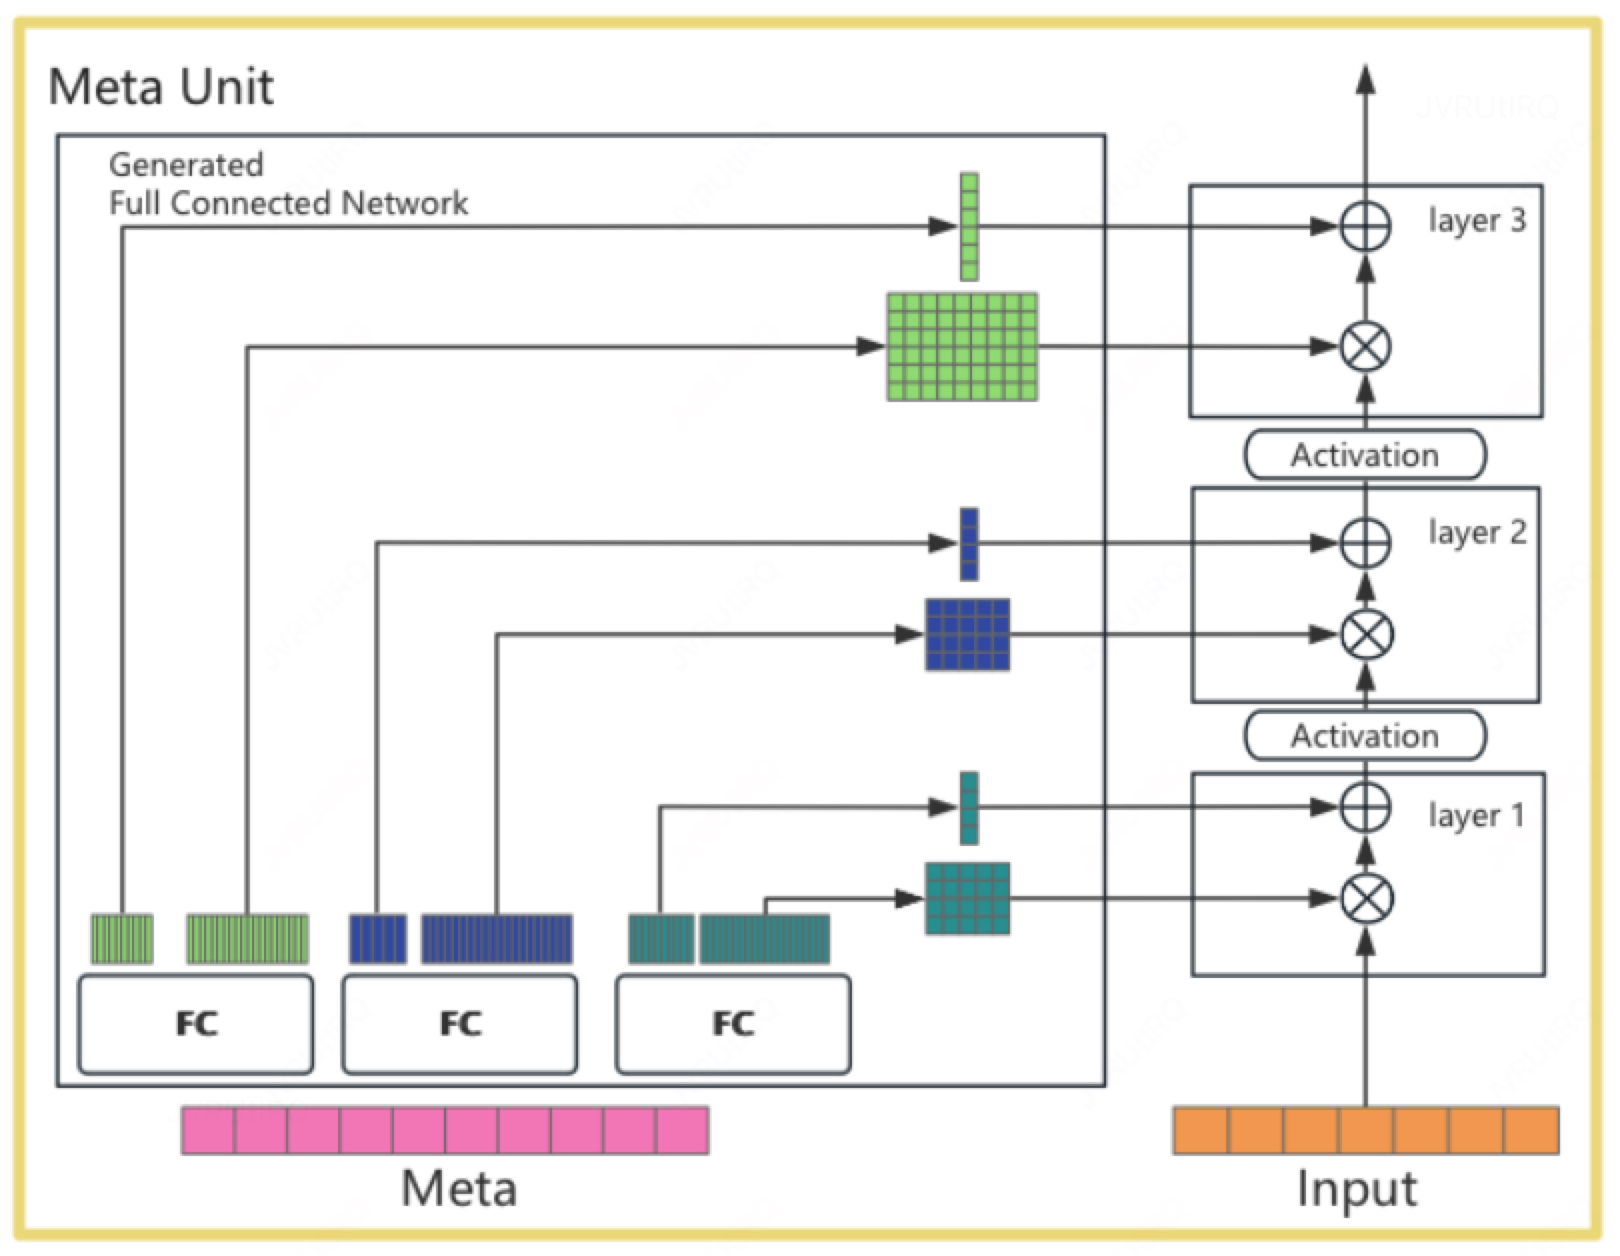 Meta Unit
Generated
Full Connected Network
layer 3
Activation
layer 2
Activation
layer 1
FC
FC
FC
Meta
Input